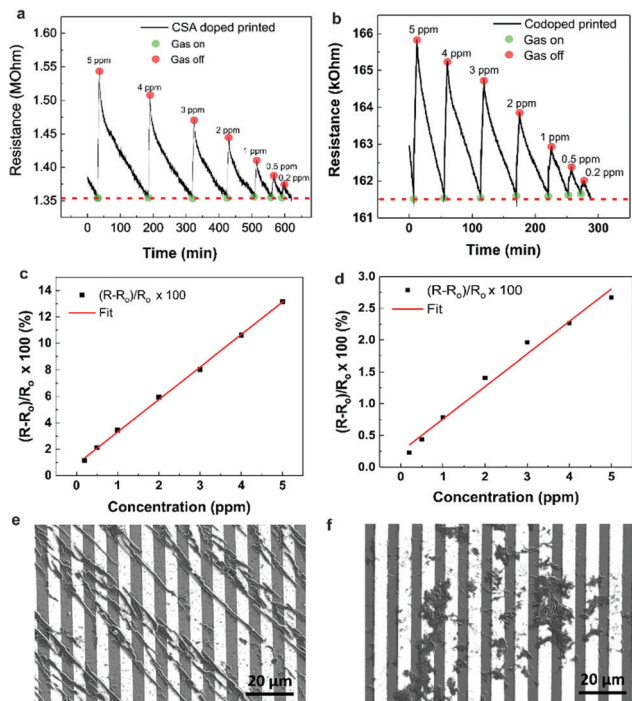 a
CSA doped printed
Gas on
Gas off
5 ppm
4 ppm
3 ppm
2 ppm
1 ppm
0.5 ppm
0.2 ppm
1.60
1.55
1.50
1.45
1.40
1.35
Resistance (MOhm)
0 100 200 300 400 500 600
Time (min)
b
Codoped printed
Gas on
Gas off
5 ppm
4 ppm
3 ppm
2 ppm
1 ppm
0.5 ppm
0.2 ppm
166
165
164
163
162
161
Resistance (kOhm)
0 100 200 300
Time (min)
c
(R-Ro)/Ro x 100
Fit
14
12
10
8
6
4
2
0
(R-Ro)/Ro x 100 (%)
0 1 2 3 4 5
Concentration (ppm)
d
(R-Ro)/Ro x 100
Fit
3.0
2.5
2.0
1.5
1.0
0.5
0.0
(R-Ro)/Ro x 100 (%)
0 1 2 3 4 5
Concentration (ppm)
e
20 µm
f
20 µm